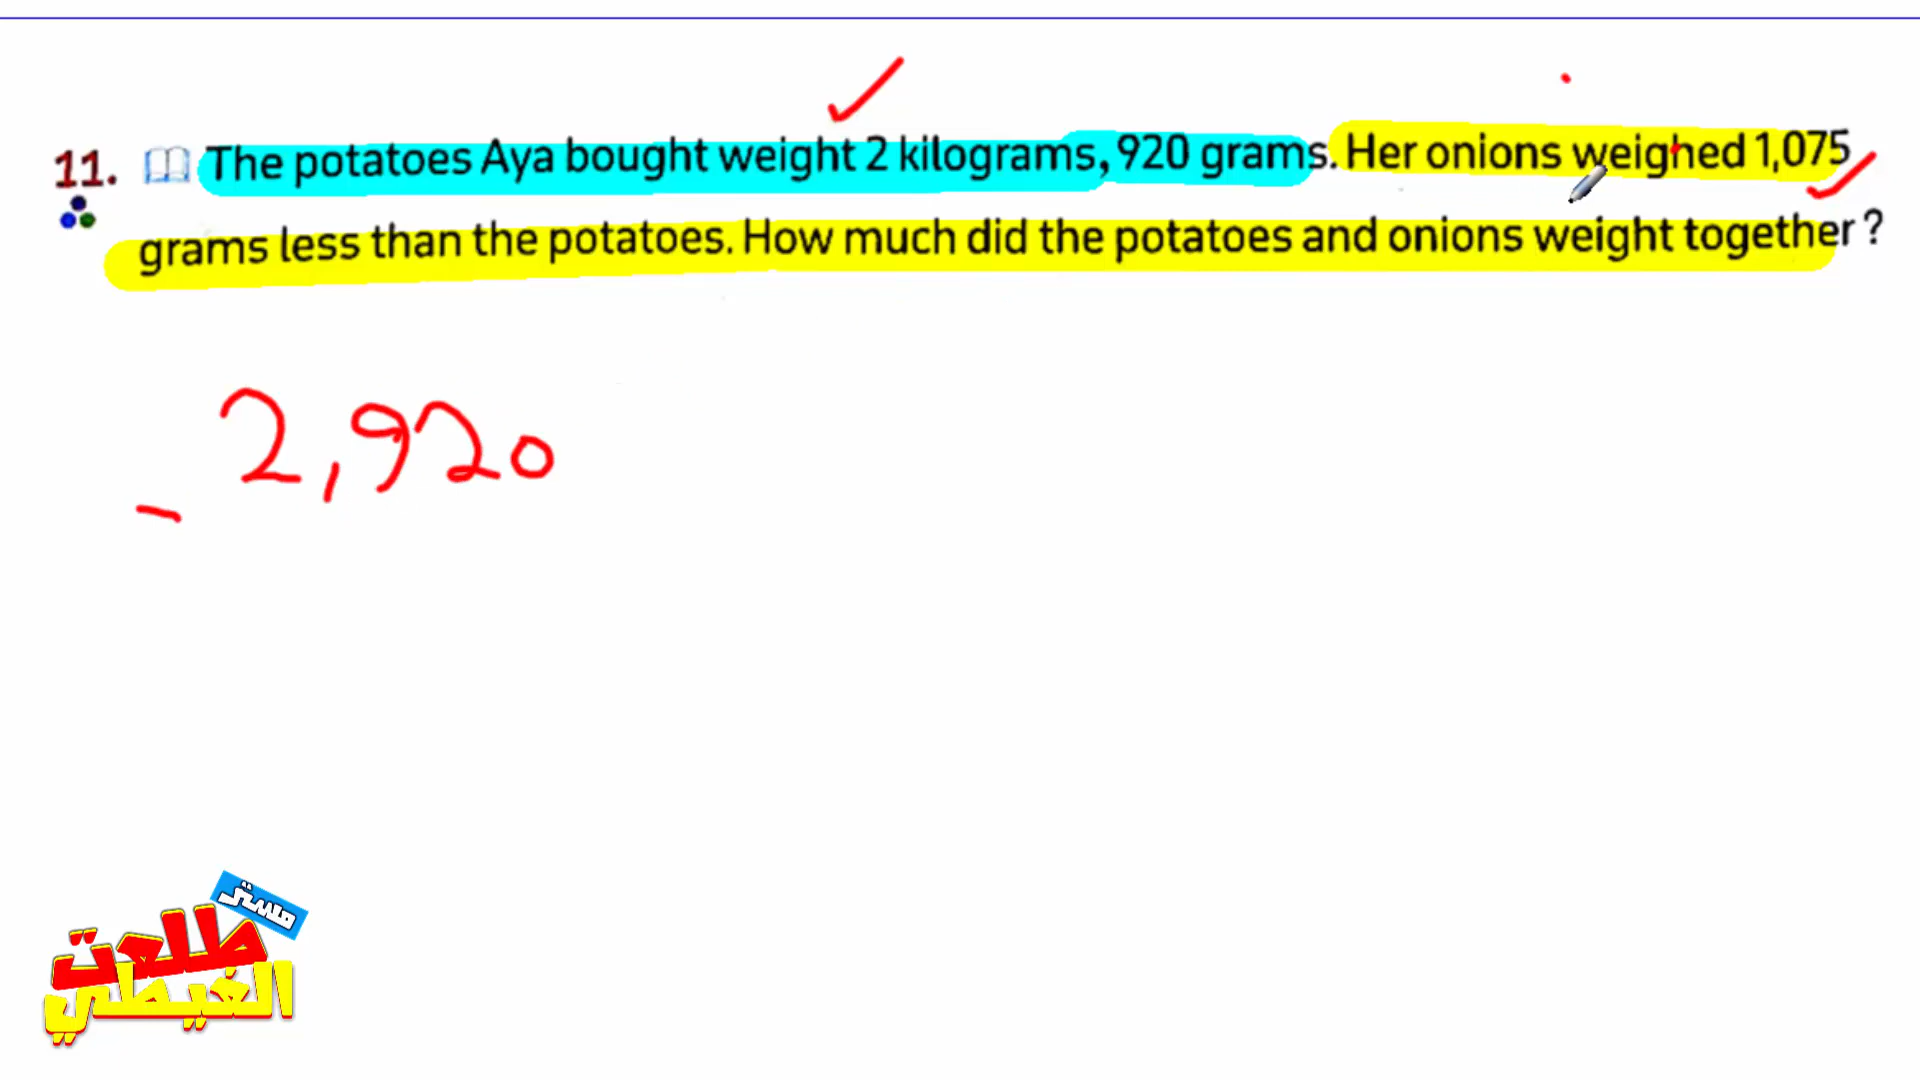 11. The potatoes Aya bought weight 2 kilograms, 920 grams. Her onions weighed 1,075
grams less than the potatoes. How much did the potatoes and onions weight together ?
2,920
-
مستر
طلعت
الغيطي